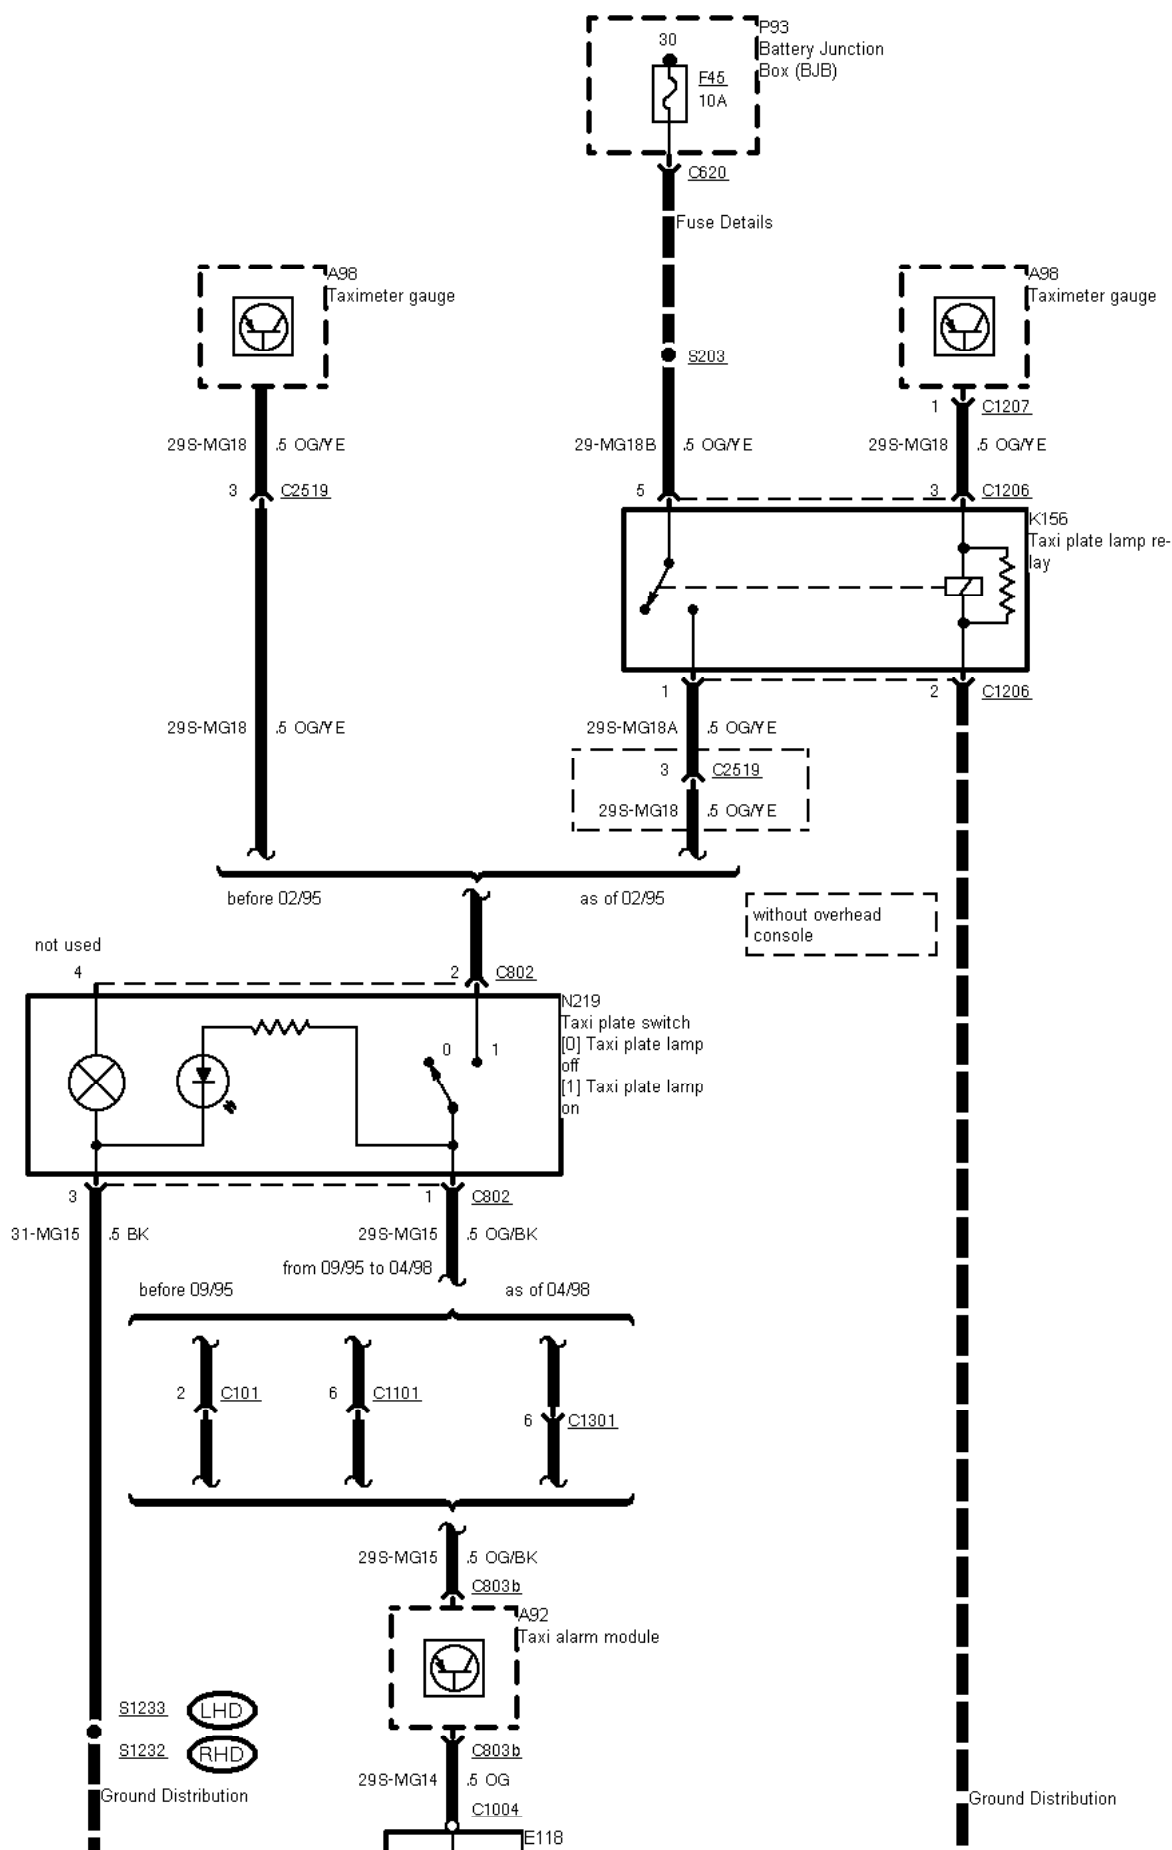 P93
30
Battery Junction
Box (BJB)
F45
10A
C620
Fuse Details
A98
Taximeter gauge
A98
Taximeter gauge
S203
1 C1207
29S-MG18 .5 OG/YE
29-MG18B .5 OG/YE
29S-MG18 .5 OG/YE
3 C2519
5
3 C1206
K156
Taxi plate lamp re-
lay
1
2 C1206
29S-MG18 .5 OG/YE
29S-MG18A .5 OG/YE
3 C2519
29S-MG18 .5 OG/YE
before 02/95
as of 02/95
without overhead
console
not used
4
2 C802
N219
Taxi plate switch
[0] Taxi plate lamp
off
[1] Taxi plate lamp
on
0 1
3
1 C802
31-MG15 .5 BK
29S-MG15 .5 OG/BK
from 09/95 to 04/98
before 09/95
as of 04/98
2 C101
6 C1101
6 C1301
29S-MG15 .5 OG/BK
C803b
A92
Taxi alarm module
S1233 LHD
S1232 RHD
C803b
29S-MG14 .5 OG
Ground Distribution
Ground Distribution
C1004
E118